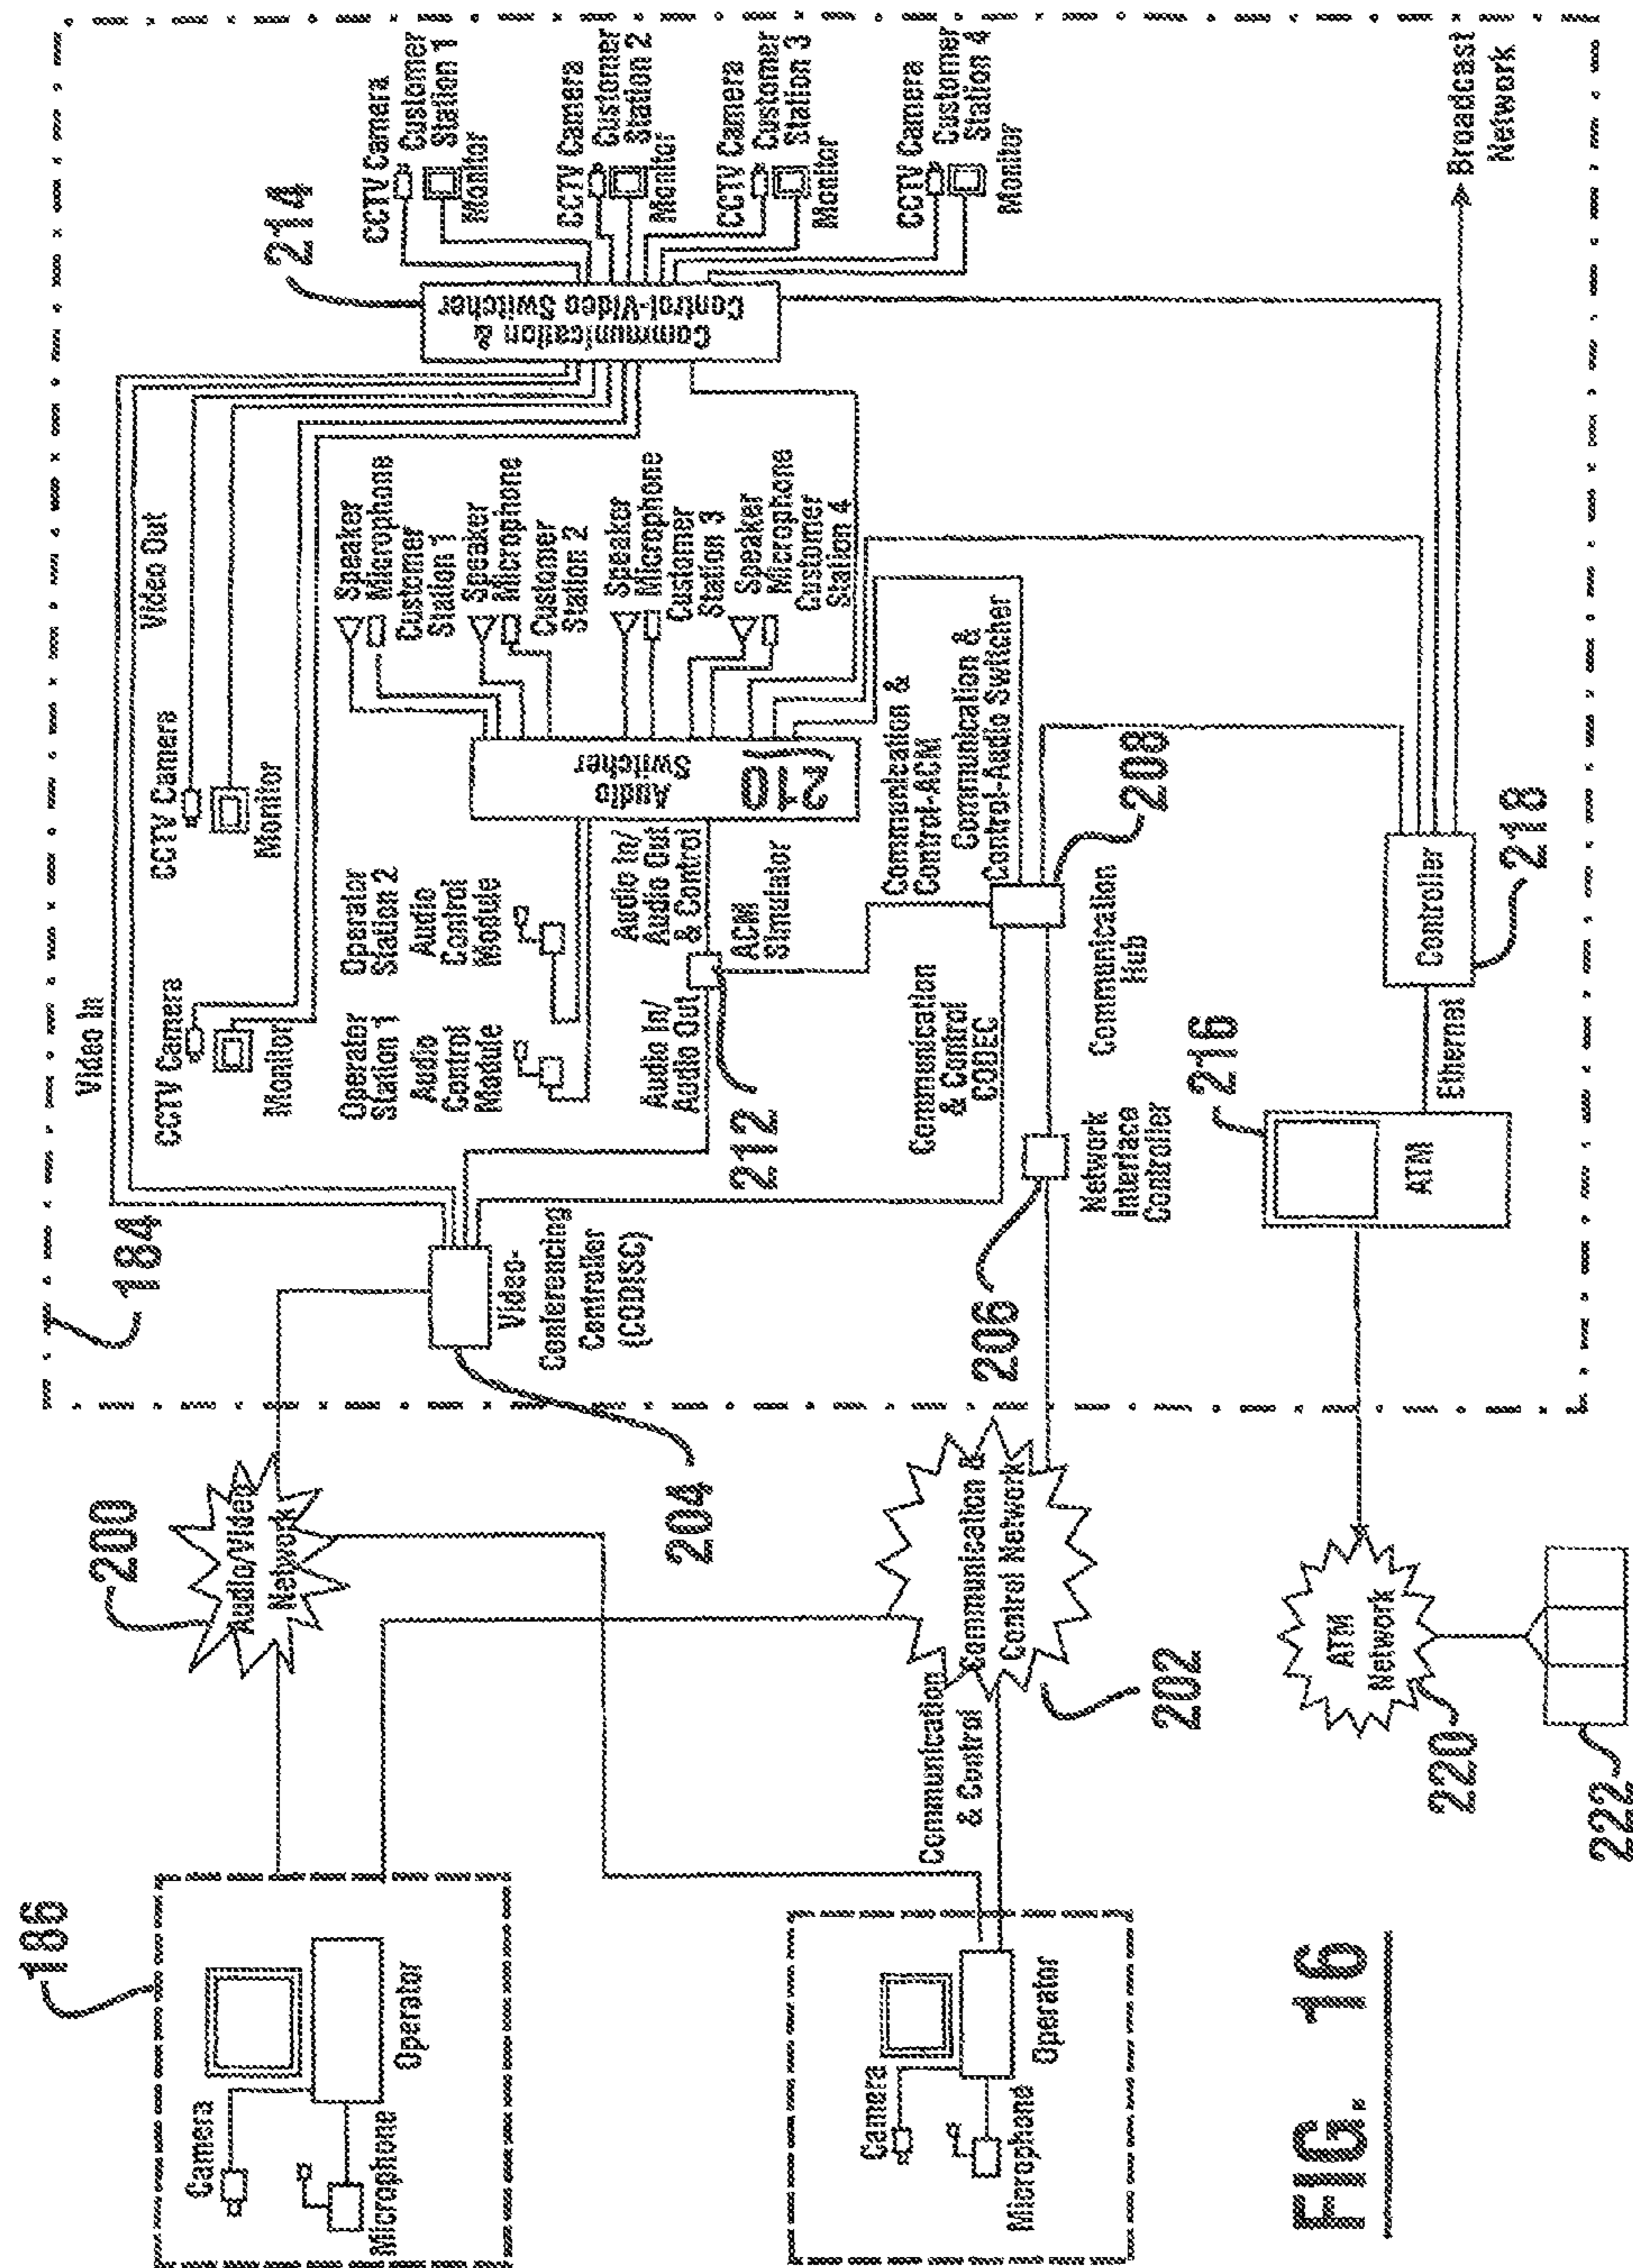 186
Camera
Microphone
Operator
Camera
Microphone
Operator
200
Audio/Video
Network
204
Communication
& Control
Communication &
Control Network
202
ATM
Network
220
222
184
Video In
Video Out
Video-
Conferencing
Controller
(CODISC)
CCTV Camera
Monitor
CCTV Camera
Monitor
Operator
Station 1
Audio
Control
Module
Operator
Station 2
Audio
Control
Module
Audio In/
Audio Out
Audio In/
Audio Out
& Control
ACM
Simulator
212
Audio
Switcher
210
Speaker
Microphone
Customer
Station 1
Speaker
Microphone
Customer
Station 2
Speaker
Microphone
Customer
Station 3
Speaker
Microphone
Customer
Station 4
214
Communication &
Control-Video Switcher
CCTV Camera
Customer
Station 1
Monitor
CCTV Camera
Customer
Station 2
Monitor
CCTV Camera
Customer
Station 3
Monitor
CCTV Camera
Customer
Station 4
Monitor
Communication
& Control
CODEC
206
Network
Interface
Controller
Communication
Hub
208
Communication &
Control-ACM
Communication &
Control-Audio Switcher
216
ATM
Ethernet
Controller
218
Broadcast
Network
FIG. 16